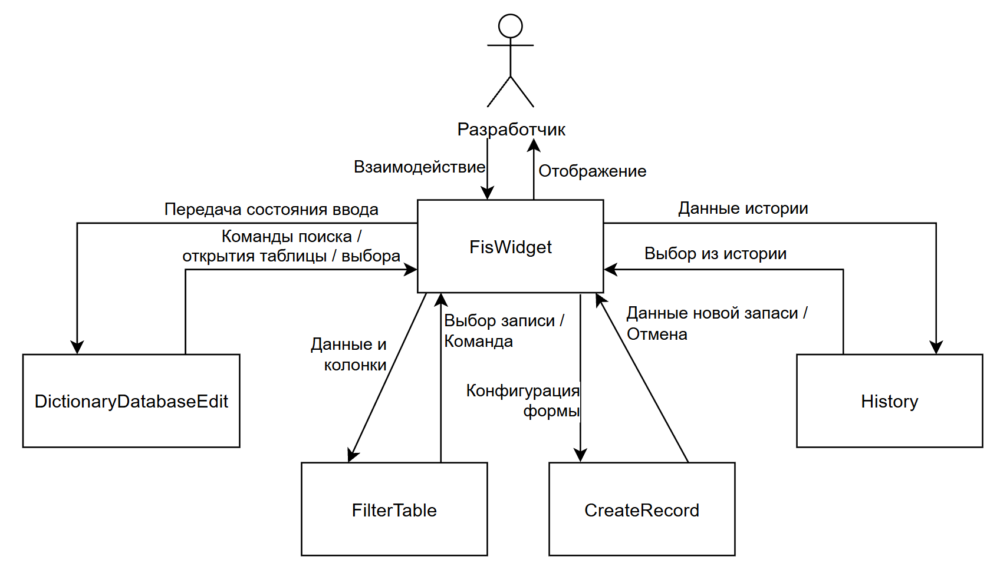 Разработчик
Взаимодействие
Отображение
Передача состояния ввода
Данные истории
Команды поиска /
открытия таблицы / выбора
FisWidget
Выбор из истории
Данные и
колонки
Выбор записи /
Команда
Данные новой запаси /
Отмена
Конфигурация
формы
DictionaryDatabaseEdit
History
FilterTable
CreateRecord